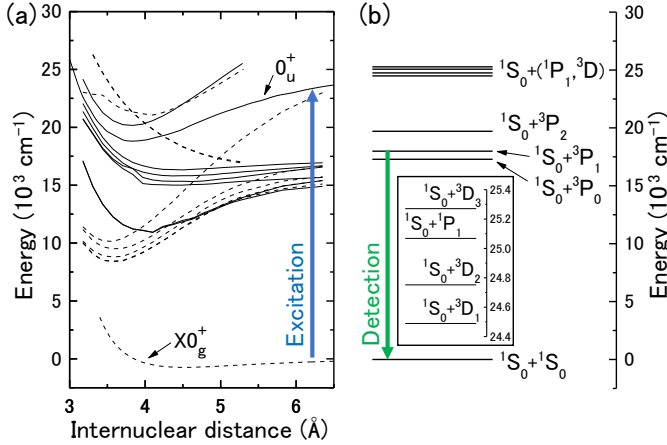 (a)
30
25
20
15
10
5
0
Energy (10³ cm⁻¹)
0ᵤ⁺
X0g⁺
Excitation
3 4 5 6
Internuclear distance (Å)
(b)
¹S₀+(¹P₁,³D)
¹S₀+³P₂
¹S₀+³P₁
¹S₀+³P₀
¹S₀+³D₃
¹S₀+¹P₁
¹S₀+³D₂
¹S₀+³D₁
25.4
25.2
25.0
24.8
24.6
24.4
Detection
¹S₀+¹S₀
30
25
20
15
10
5
0
Energy (10³ cm⁻¹)